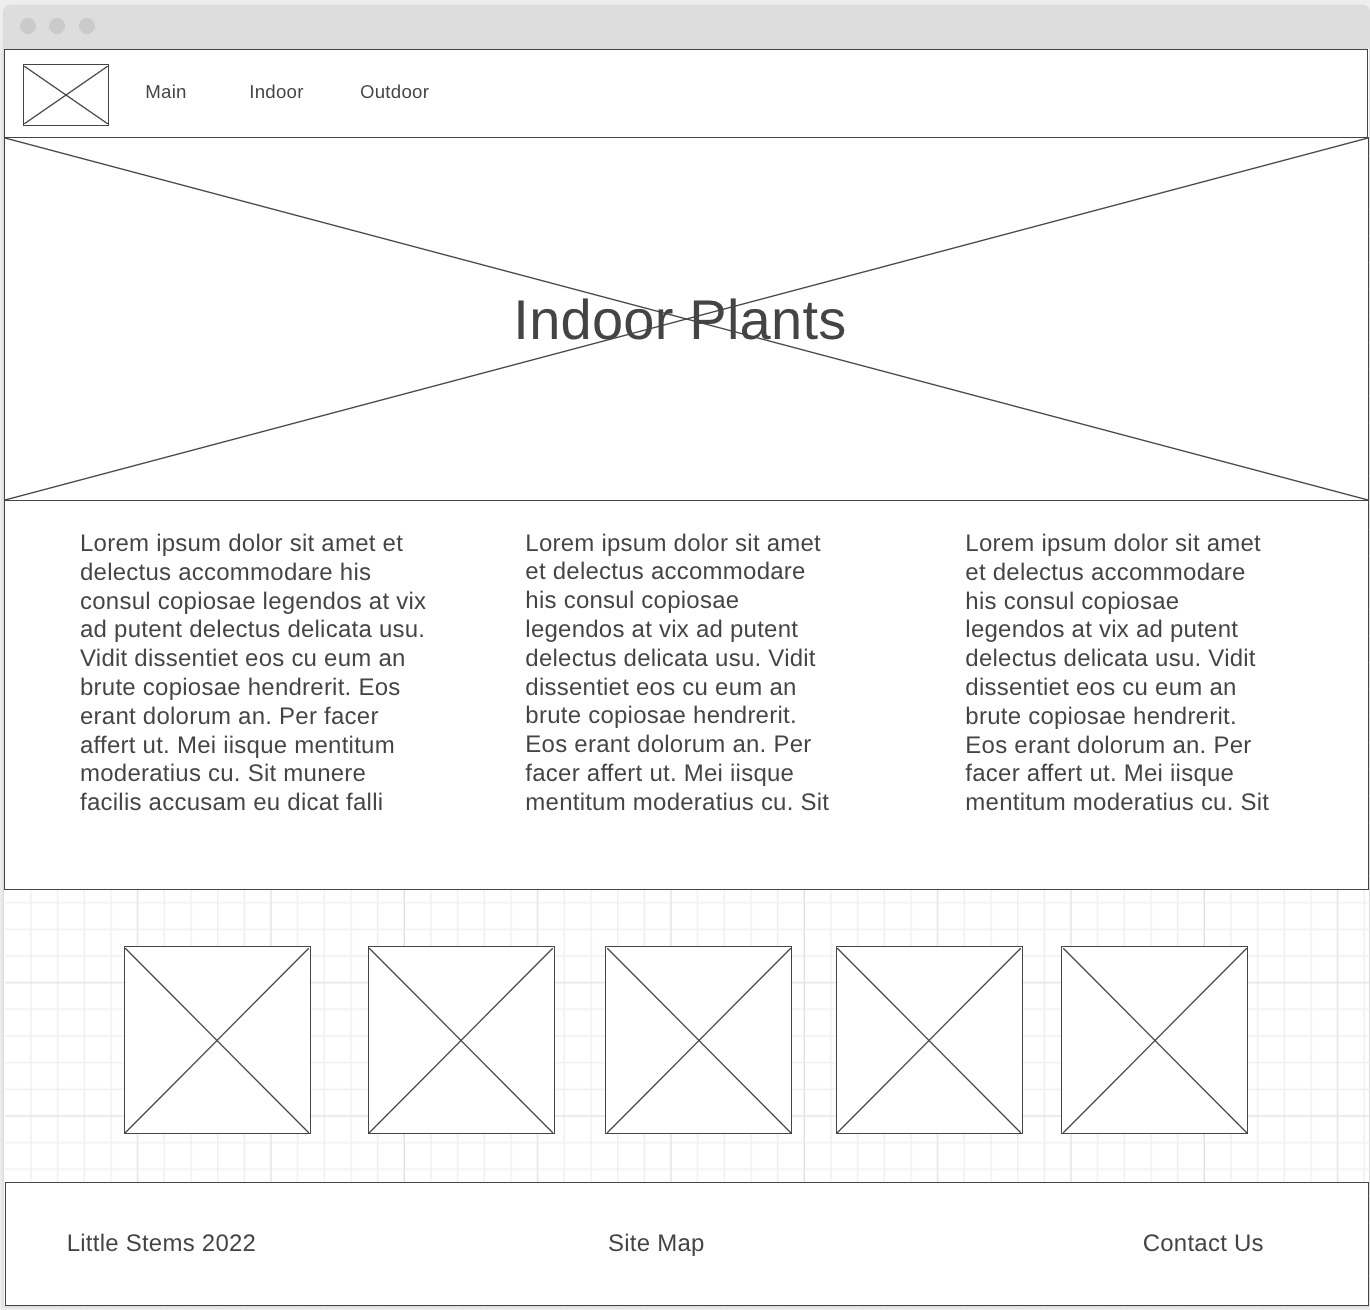 Main Indoor Outdoor
Indoor Plants
Lorem ipsum dolor sit amet et
delectus accommodare his
consul copiosae legendos at vix
ad putent delectus delicata usu.
Vidit dissentiet eos cu eum an
brute copiosae hendrerit. Eos
erant dolorum an. Per facer
affert ut. Mei iisque mentitum
moderatius cu. Sit munere
facilis accusam eu dicat falli
Lorem ipsum dolor sit amet
et delectus accommodare
his consul copiosae
legendos at vix ad putent
delectus delicata usu. Vidit
dissentiet eos cu eum an
brute copiosae hendrerit.
Eos erant dolorum an. Per
facer affert ut. Mei iisque
mentitum moderatius cu. Sit
Lorem ipsum dolor sit amet
et delectus accommodare
his consul copiosae
legendos at vix ad putent
delectus delicata usu. Vidit
dissentiet eos cu eum an
brute copiosae hendrerit.
Eos erant dolorum an. Per
facer affert ut. Mei iisque
mentitum moderatius cu. Sit
Little Stems 2022 Site Map Contact Us